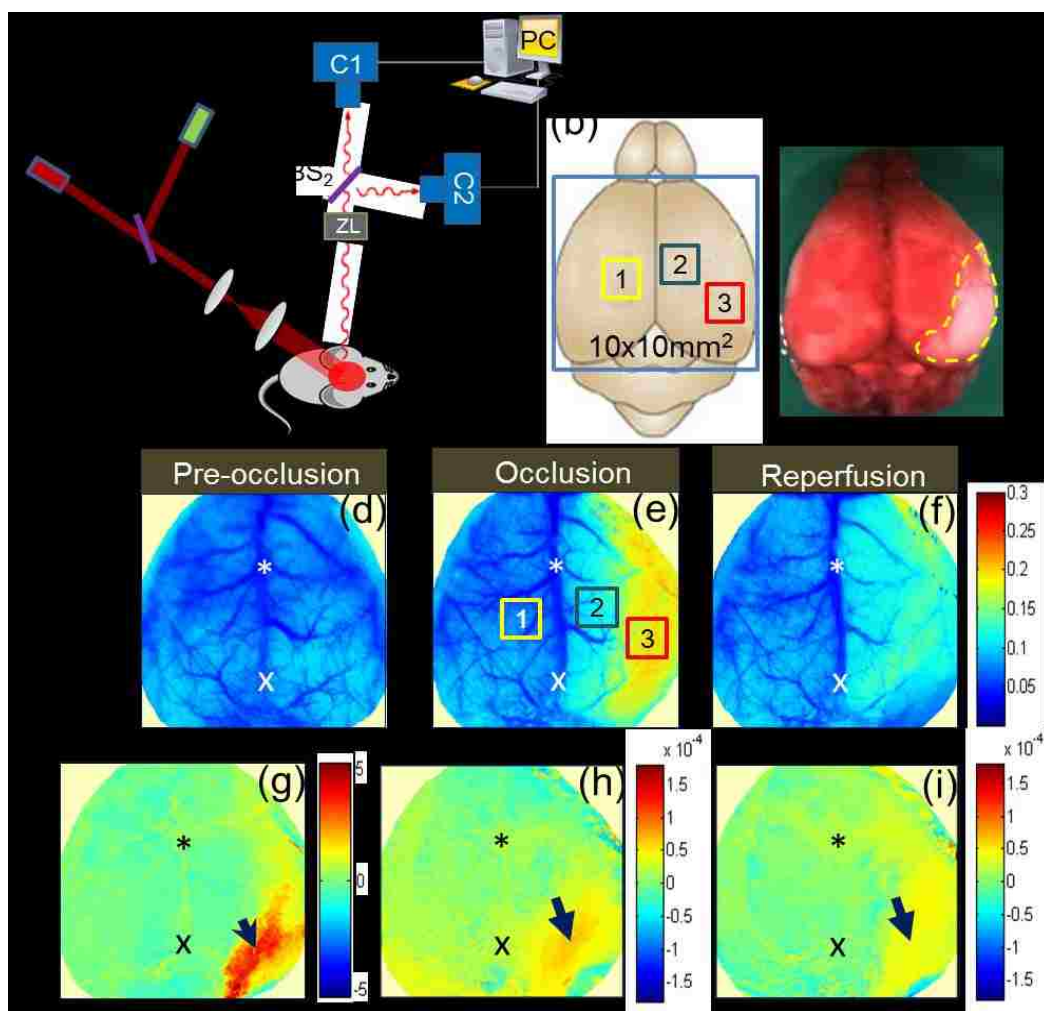 PC
C1
(b)
BS2
C2
ZL
1
2
3
10x10mm2
Pre-occlusion
Occlusion
Reperfusion
(d)
(e)
(f)
*
*
*
1
2
3
X
X
X
0.3
0.25
0.2
0.15
0.1
0.05
(g)
(h)
(i)
*
*
*
X
X
X
5
0
-5
x 10-4
1.5
1
0.5
0
-0.5
-1
-1.5
x 10-4
1.5
1
0.5
0
-0.5
-1
-1.5